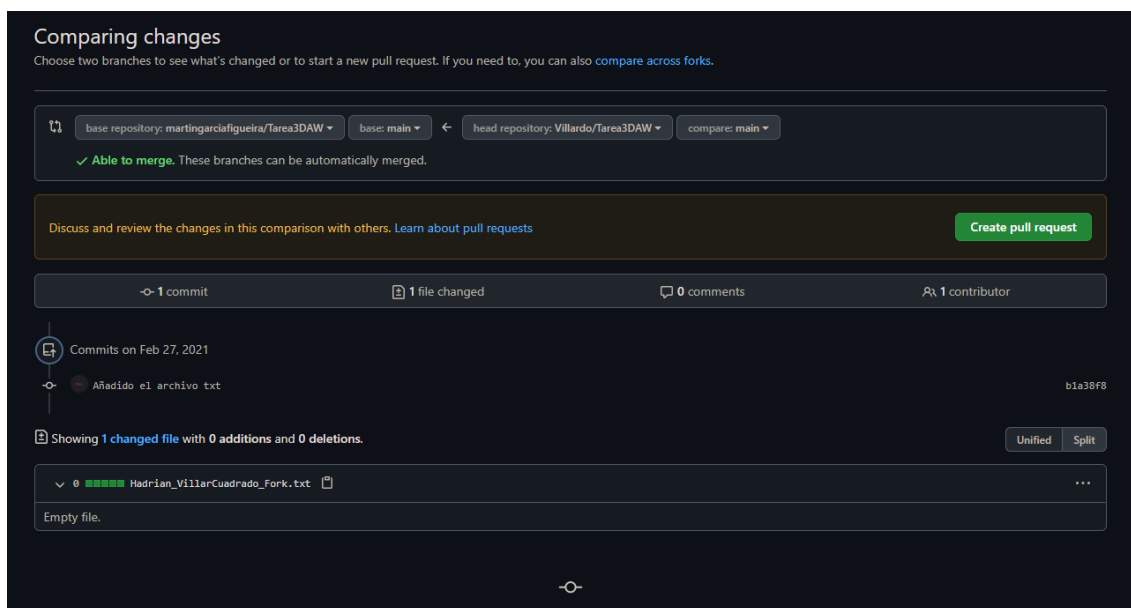 Comparing changes
Choose two branches to see what's changed or to start a new pull request. If you need to, you can also compare across forks.
base repository: martingarciafigueira/Tarea3DAW base: main ← head repository: Villardo/Tarea3DAW compare: main
✓ Able to merge. These branches can be automatically merged.
Discuss and review the changes in this comparison with others. Learn about pull requests Create pull request
1 commit 1 file changed 0 comments 1 contributor
Commits on Feb 27, 2021
Añadido el archivo txt b1a38f8
Showing 1 changed file with 0 additions and 0 deletions. Unified Split
0 Hadrian_VillarCuadrado_Fork.txt ...
Empty file.